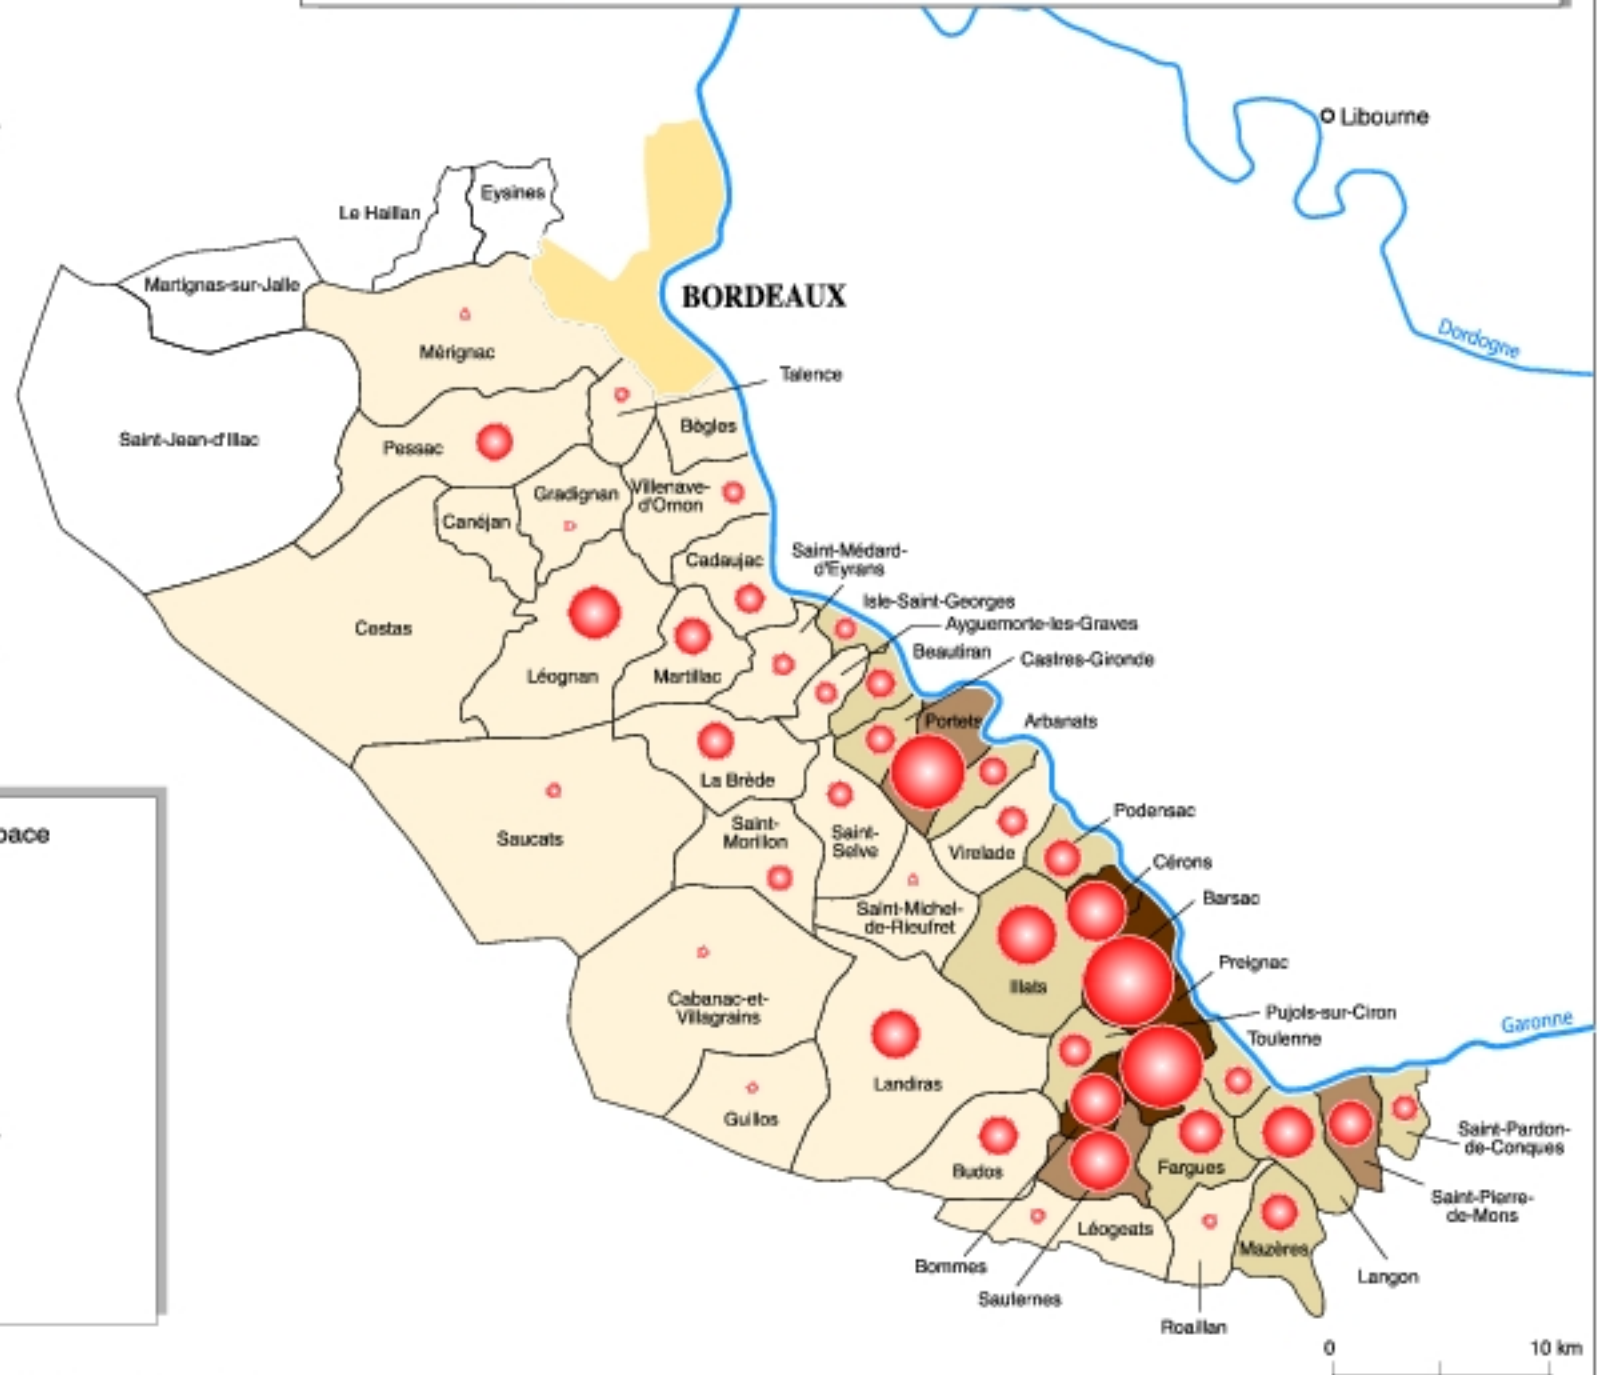 Libourne
Eysines
Le Haillan
Martignas-sur-Jalle
BORDEAUX
Dordogne
Mérignac
Talence
Saint-Jean-d'Illac
Pessac
Bègles
Gradignan
Villenave-
d'Ornon
Canéjan
Cadaujac
Saint-Médard-
d'Eyrans
Isle-Saint-Georges
Ayguemorte-les-Graves
Cestas
Beautiran
Castres-Gironde
Léognan
Martillac
Portets
Arbanats
La Brède
Podensac
Saucats
Saint-
Morillon
Saint-
Selve
Virelade
Cérons
Barsac
Saint-Michel-
de-Rieufret
Preignac
Illats
Cabanac-et-
Villagrains
Pujols-sur-Ciron
Garonne
Toulenne
Landiras
Guillos
Saint-Pardon-
de-Conques
Budos
Fargues
Saint-Pierre-
de-Mons
Léogeats
Mazères
Bommes
Langon
Sauternes
Roaillan
0 10 km